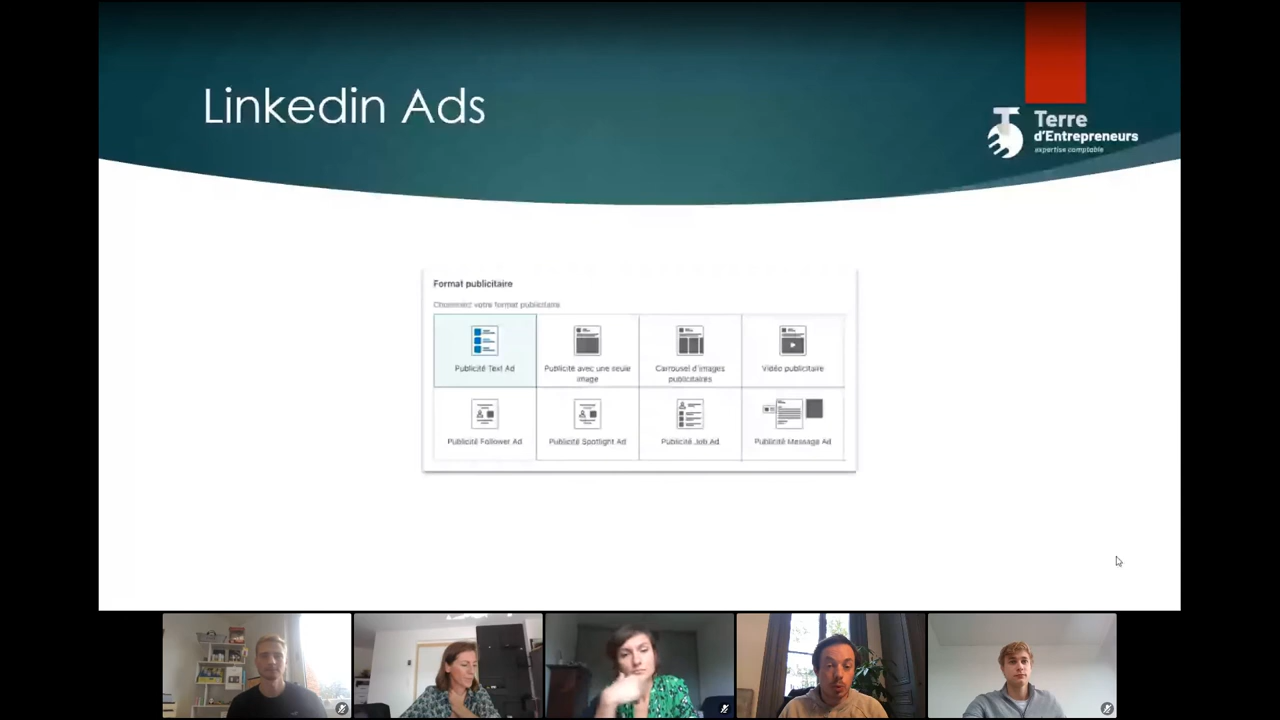 Linkedin Ads
Terre
d'Entrepreneurs
expertise comptable
Format publicitaire
Choisissez votre format publicitaire
Publicité Text Ad
Publicité avec une seule
image
Carrousel d'images
publicitaires
Vidéo publicitaire
Publicité Follower Ad
Publicité Spotlight Ad
Publicité Job Ad
Publicité Message Ad